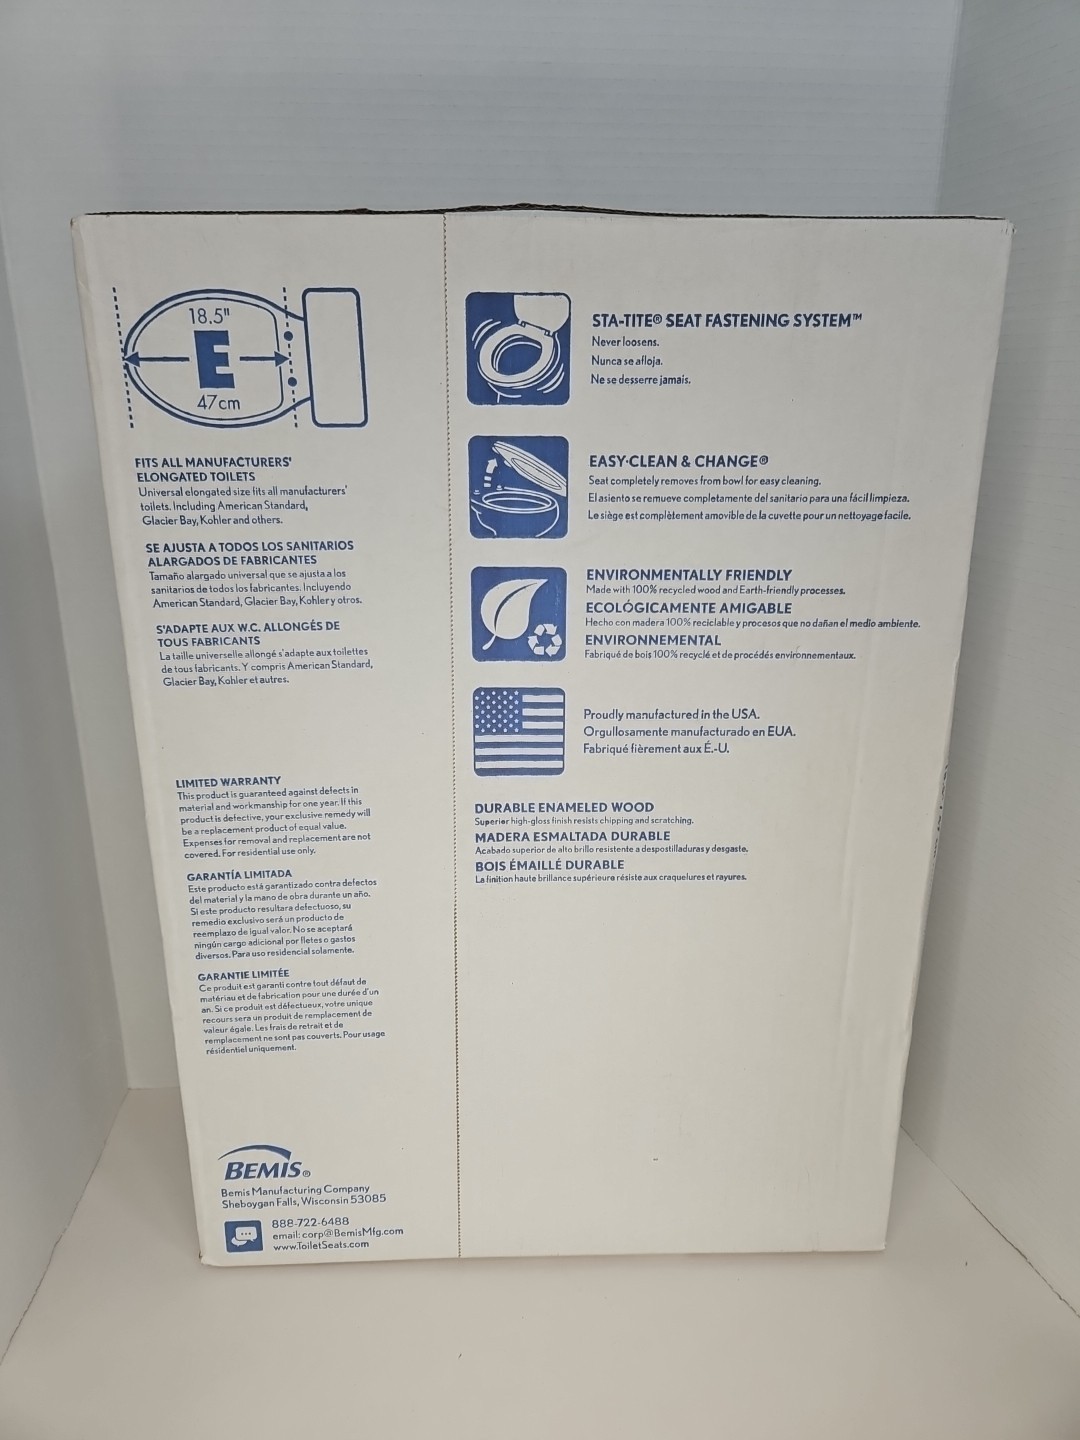 18.5"
E
47cm
FITS ALL MANUFACTURERS'
ELONGATED TOILETS
Universal elongated size fits all manufacturers'
toilets. Including American Standard,
Glacier Bay, Kohler and others.
SE AJUSTA A TODOS LOS SANITARIOS
ALARGADOS DE FABRICANTES
Tamaño alargado universal que se ajusta a los
sanitarios de todos los fabricantes. Incluyendo
American Standard, Glacier Bay, Kohler y otros.
S'ADAPTE AUX W.C. ALLONGÉS DE
TOUS FABRICANTS
La taille universelle allongé s'adapte aux toilettes
de tous fabricants. Y compris American Standard,
Glacier Bay, Kohler et autres.
LIMITED WARRANTY
This product is guaranteed against defects in
material and workmanship for one year. If this
product is defective, your exclusive remedy will
be a replacement product of equal value.
Expenses for removal and replacement are not
covered. For residential use only.
GARANTÍA LIMITADA
Este producto está garantizado contra defectos
del material y la mano de obra durante un año.
Si este producto resultara defectuoso, su
remedio exclusivo será un producto de
reemplazo de igual valor. No se aceptará
ningún cargo adicional por fletes o gastos
diversos. Para uso residencial solamente.
GARANTIE LIMITÉE
Ce produit est garanti contre tout défaut de
matériau et de fabrication pour une durée d'un
an. Si ce produit est défectueux, votre unique
recours sera un produit de remplacement de
valeur égale. Les frais de retrait et de
remplacement ne sont pas couverts. Pour usage
résidentiel uniquement.
BEMIS®
Bemis Manufacturing Company
Sheboygan Falls, Wisconsin 53085
888-722-6488
email: corp@BemisMfg.com
www.ToiletSeats.com
STA-TITE® SEAT FASTENING SYSTEM™
Never loosens.
Nunca se afloja.
Ne se desserre jamais.
EASY•CLEAN & CHANGE®
Seat completely removes from bowl for easy cleaning.
El asiento se remueve completamente del sanitario para una fácil limpieza.
Le siège est complètement amovible de la cuvette pour un nettoyage facile.
ENVIRONMENTALLY FRIENDLY
Made with 100% recycled wood and Earth-friendly processes.
ECOLÓGICAMENTE AMIGABLE
Hecho con madera 100% reciclable y procesos que no dañan el medio ambiente.
ENVIRONNEMENTAL
Fabriqué de bois 100% recyclé et de procédés environnementaux.
Proudly manufactured in the USA.
Orgullosamente manufacturado en EUA.
Fabriqué fièrement aux É.-U.
DURABLE ENAMELED WOOD
Superior high-gloss finish resists chipping and scratching.
MADERA ESMALTADA DURABLE
Acabado superior de alto brillo resistente a despostilladuras y desgaste.
BOIS ÉMAILLÉ DURABLE
La finition haute brillance supérieure résiste aux craquelures et rayures.